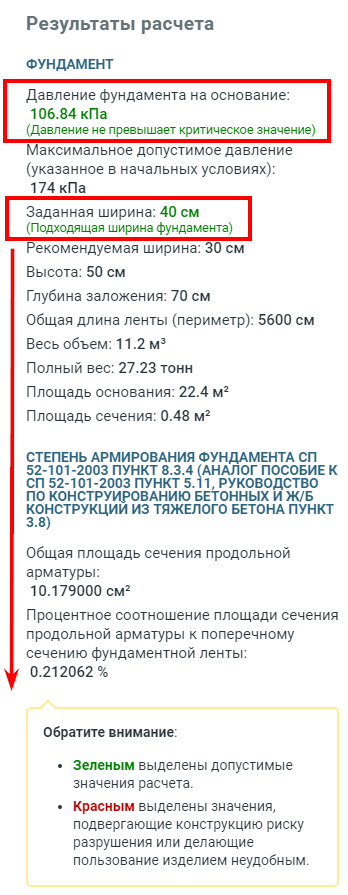 Результаты расчета
ФУНДАМЕНТ
Давление фундамента на основание:
106.84 кПа
(Давление не превышает критическое значение)
Максимальное допустимое давление
(указанное в начальных условиях):
174 кПа
Заданная ширина: 40 см
(Подходящая ширина фундамента)
Рекомендуемая ширина: 30 см
Высота: 50 см
Глубина заложения: 70 см
Общая длина ленты (периметр): 5600 см
Весь объем: 11.2 м³
Полный вес: 27.23 тонн
Площадь основания: 22.4 м²
Площадь сечения: 0.48 м²
СТЕПЕНЬ АРМИРОВАНИЯ ФУНДАМЕНТА СП
52-101-2003 ПУНКТ 8.3.4 (АНАЛОГ ПОСОБИЕ К
СП 52-101-2003 ПУНКТ 5.11, РУКОВОДСТВО
ПО КОНСТРУИРОВАНИЮ БЕТОННЫХ И Ж/Б
КОНСТРУКЦИЙ ИЗ ТЯЖЕЛОГО БЕТОНА ПУНКТ
3.8)
Общая площадь сечения продольной
арматуры:
10.179000 см²
Процентное соотношение площади сечения
продольной арматуры к поперечному
сечению фундаментной ленты:
0.212062 %
Обратите внимание:
• Зеленым выделены допустимые
значения расчета.
• Красным выделены значения,
подвергающие конструкцию риску
разрушения или делающие
пользование изделием неудобным.